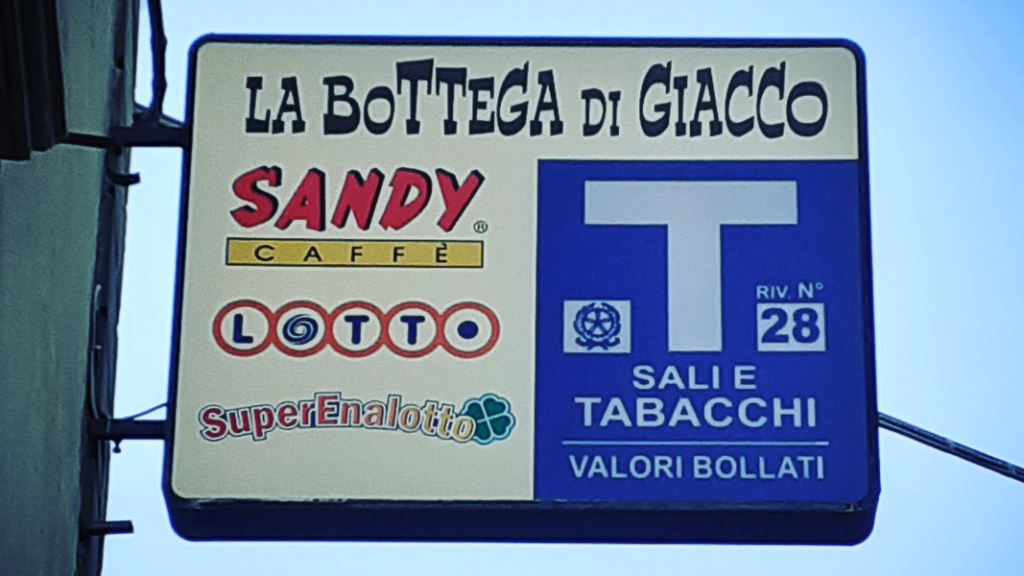 LA BOTTEGA DI GIACCO
SANDY®
CAFFÈ
LOTTO
SuperEnalotto
T
RIV. N°
28
SALI E
TABACCHI
VALORI BOLLATI